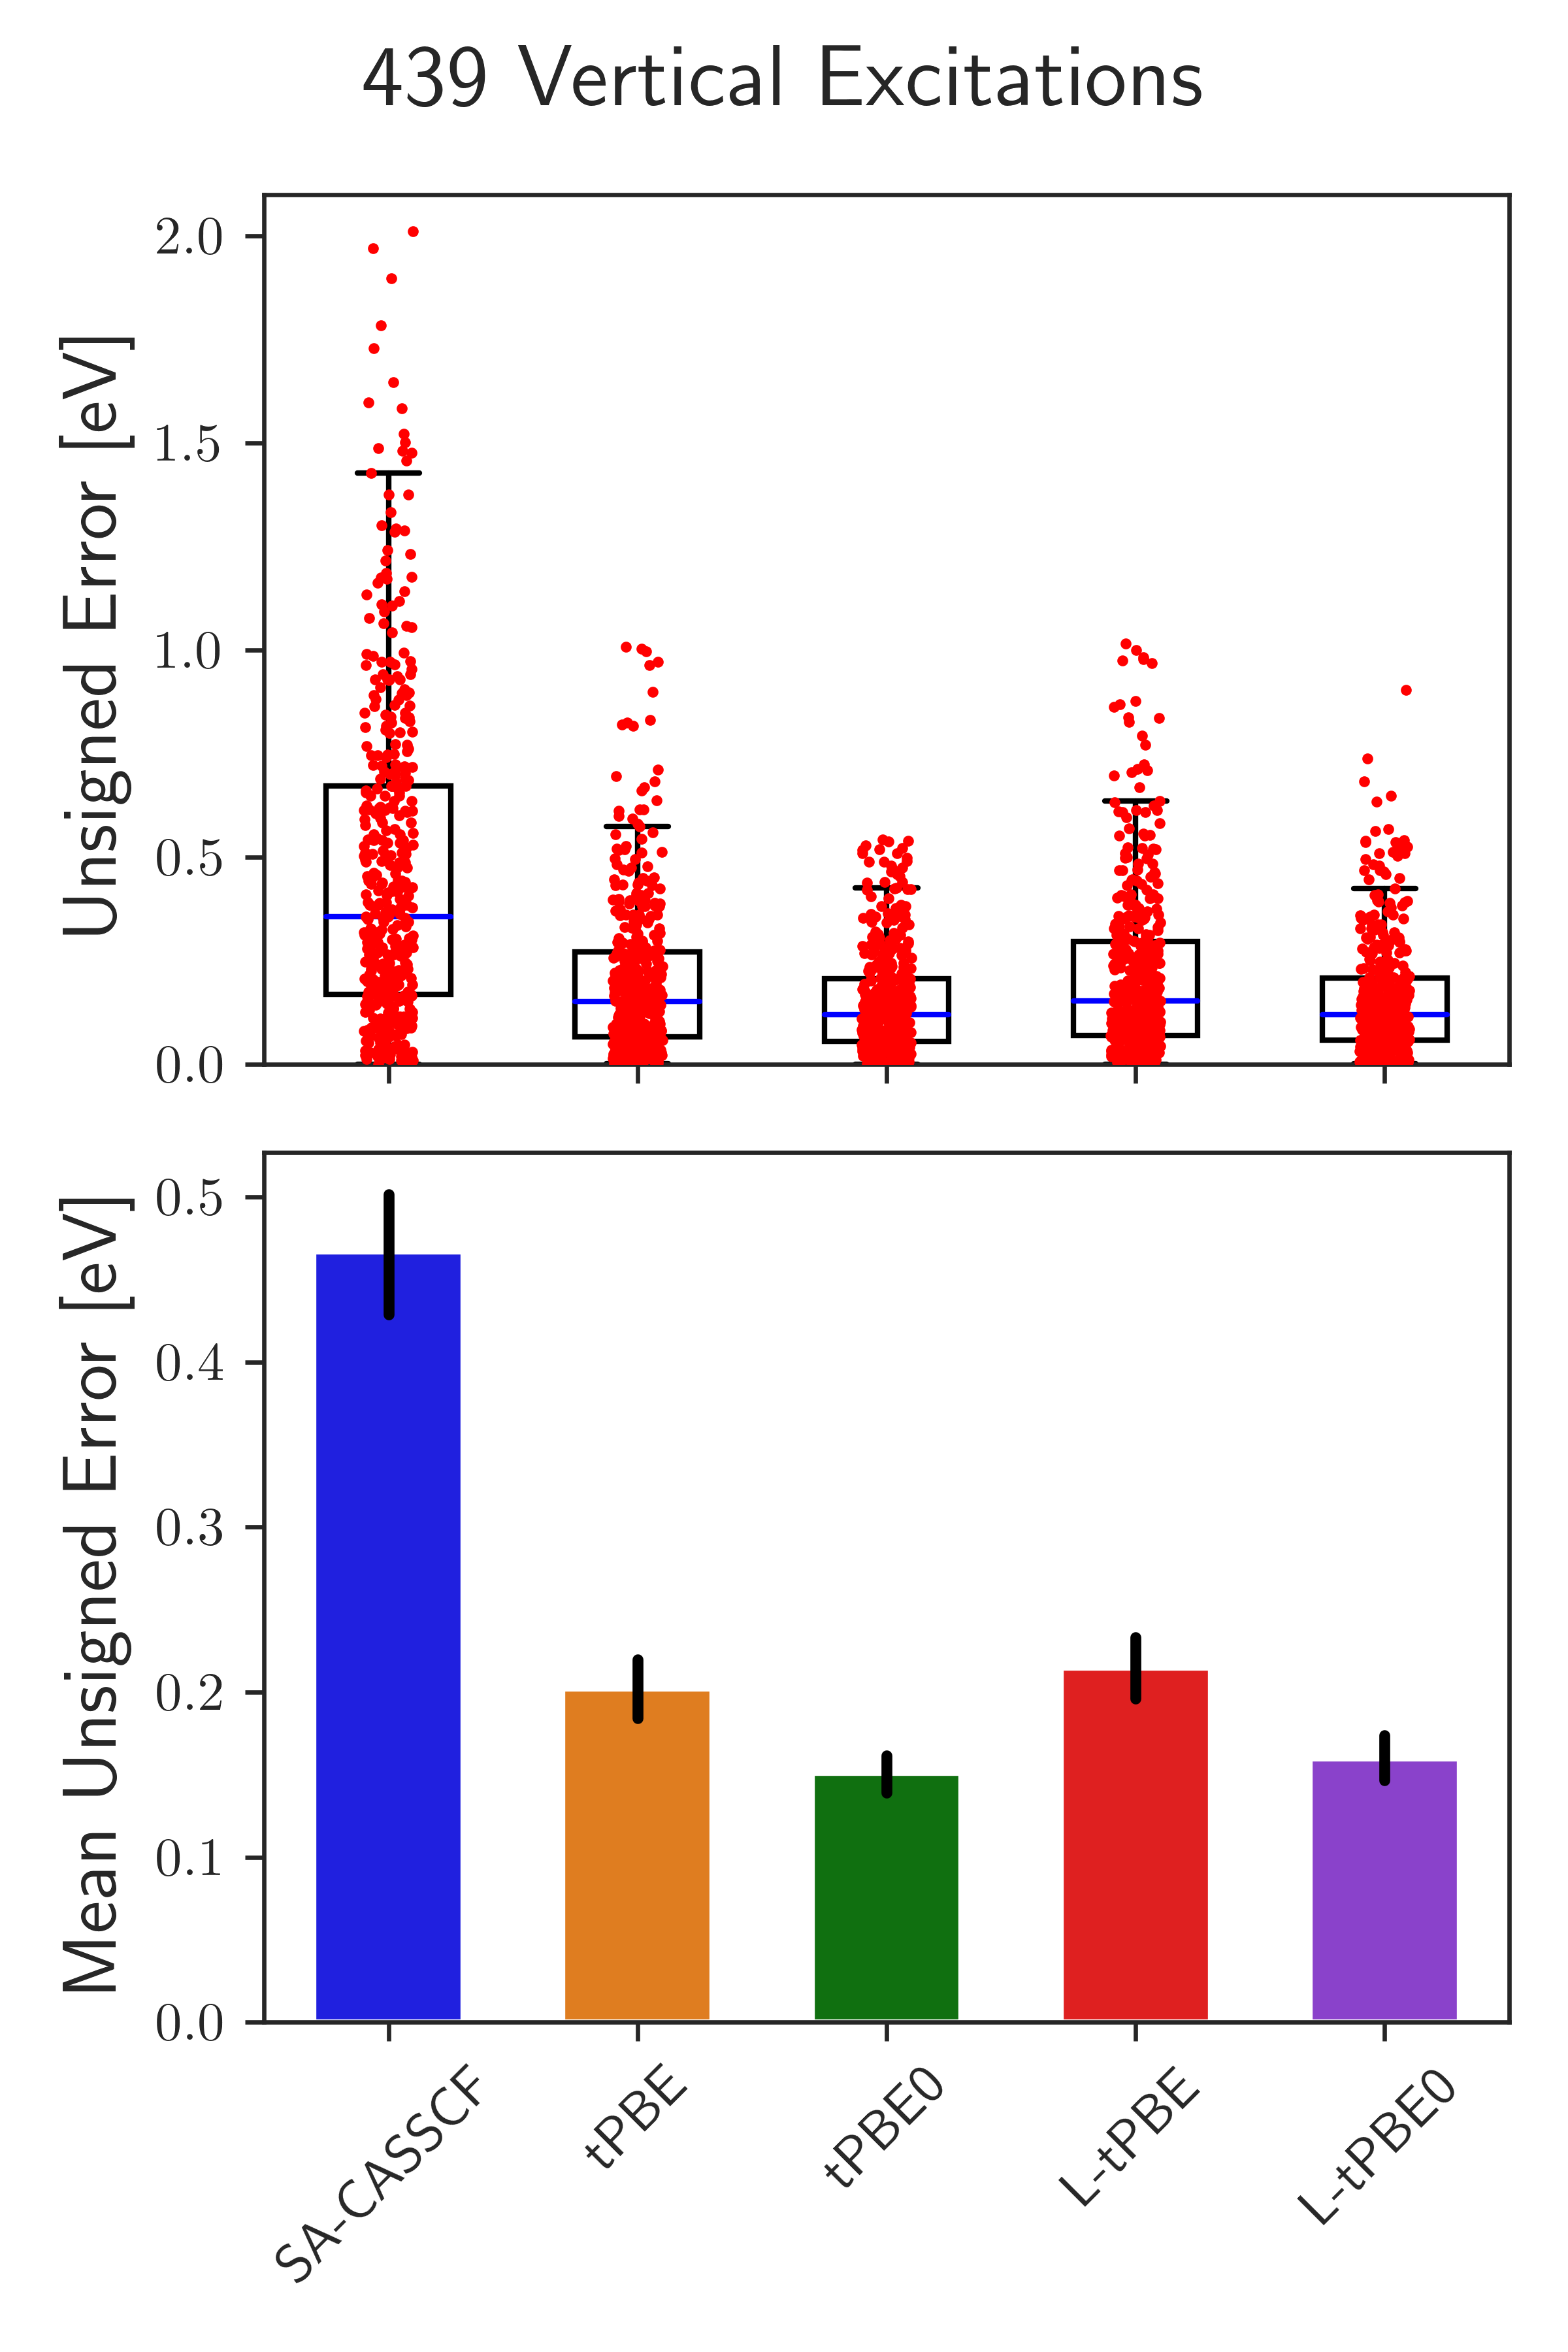 439 Vertical Excitations
Unsigned Error [eV]
2.0
1.5
1.0
0.5
0.0
Mean Unsigned Error [eV]
0.5
0.4
0.3
0.2
0.1
0.0
SA-CASSCF
tPBE
tPBE0
L-tPBE
L-tPBE0